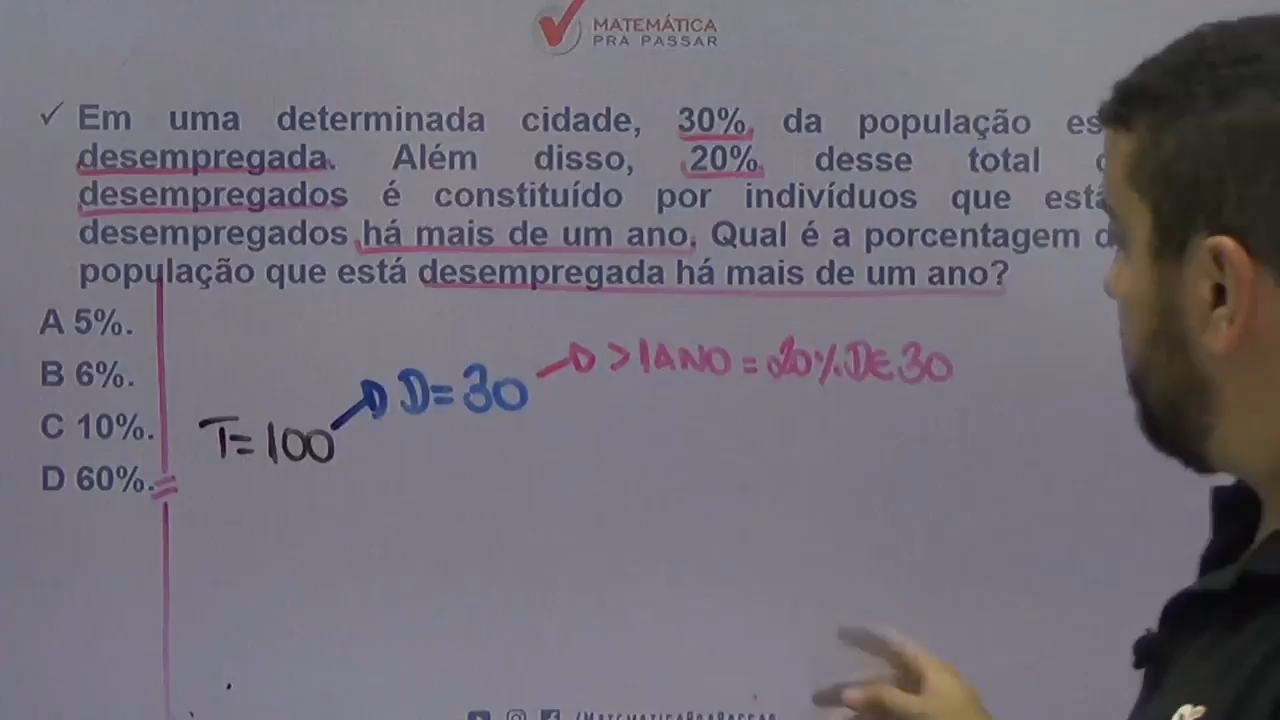 MATEMÁTICA
PRA PASSAR
✓ Em uma determinada cidade, 30% da população es
desempregada. Além disso, 20% desse total
desempregados é constituído por indivíduos que está
desempregados há mais de um ano. Qual é a porcentagem d
população que está desempregada há mais de um ano?
A 5%.
B 6%.
C 10%.
D 60%.
T=100
D=30
>1ANO=20% DE 30
/MATEMATICAPRAPASSAR